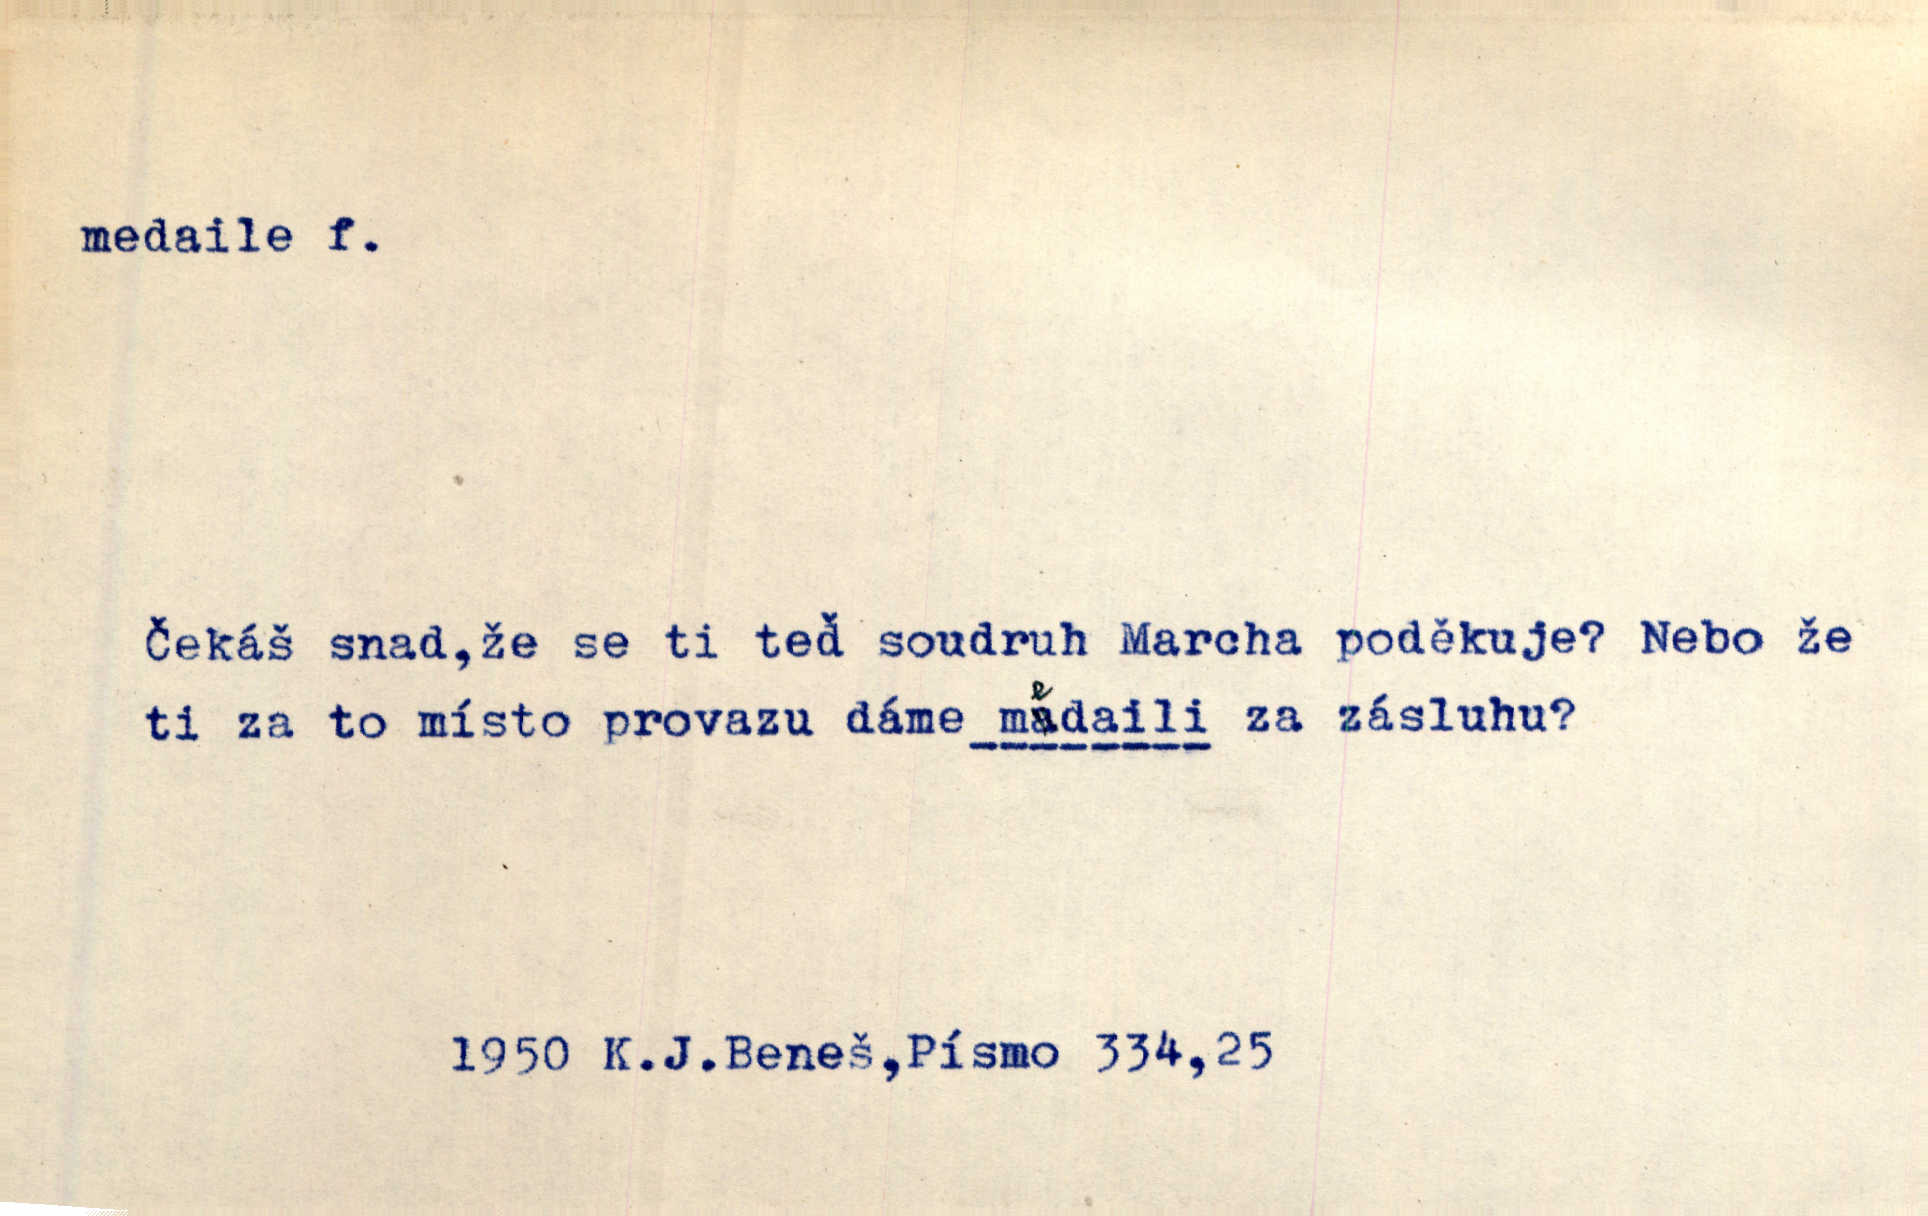 medaile f.
Čekáš snad,že se ti teď soudruh Marcha poděkuje? Nebo že
ti za to místo provazu dáme medaili za zásluhu?
1950 K.J.Beneš,Písmo 334,25